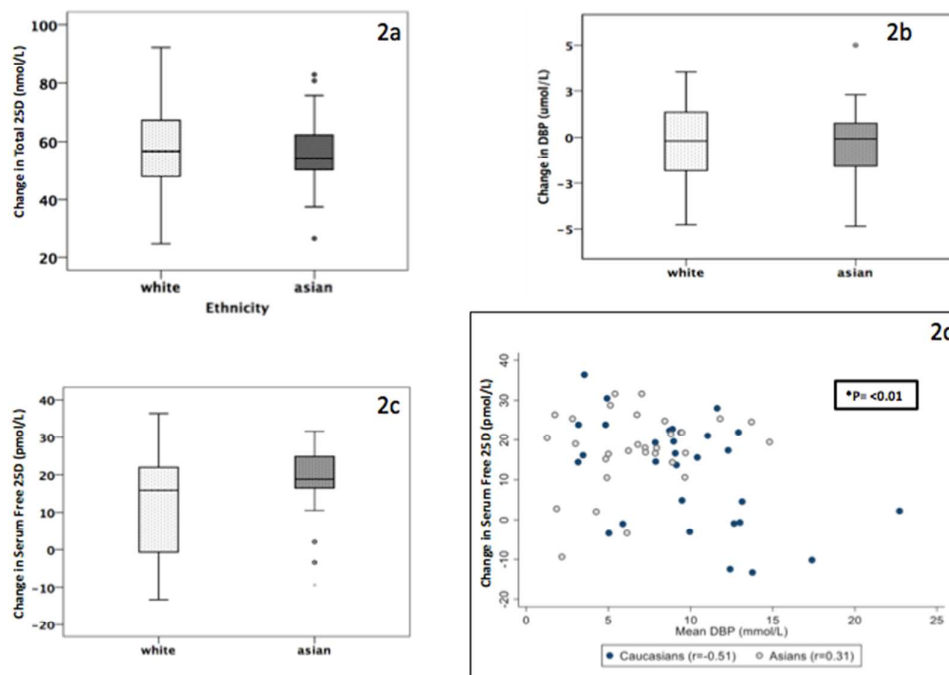 2a
Change in Total 25D (nmol/L)
100
80
60
40
20
white
asian
Ethnicity
2b
Change in DBP (umol/L)
5
3
0
-3
-5
white
asian
2c
Change in Serum Free 25D (pmol/L)
40
30
20
10
0
-10
-20
white
asian
2d
*P= <0.01
Change in Serum Free 25D (pmol/L)
40
30
20
10
0
-10
-20
0
5
10
15
20
25
Mean DBP (mmol/L)
Caucasians (r=-0.51)
Asians (r=0.31)